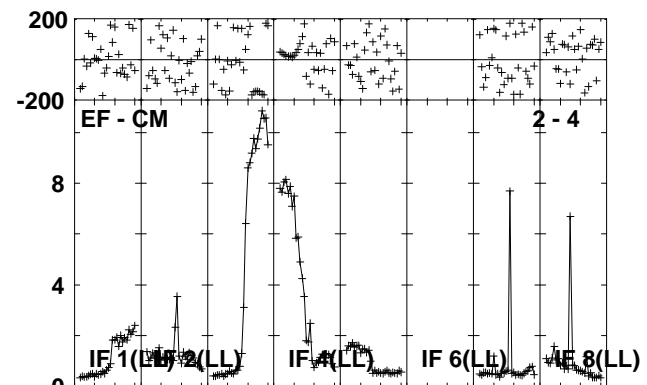 200
-200
EF - CM 2 - 4
8
4
0
IF 1(LL) IF 2(LL) IF 4(LL) IF 6(LL) IF 8(LL)